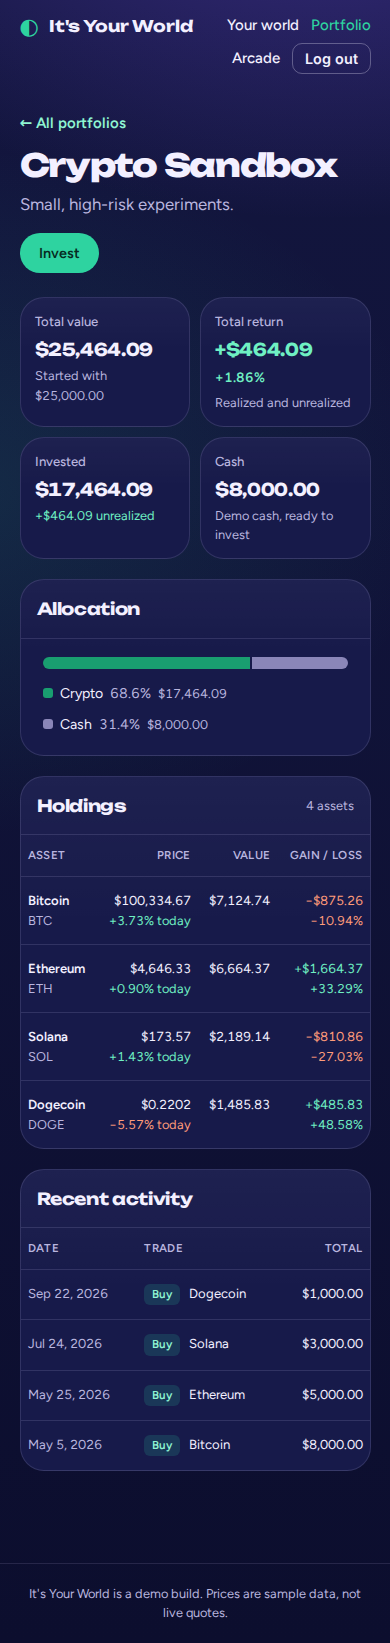 It's Your World
Your world Portfolio
Arcade Log out
← All portfolios
Crypto Sandbox
Small, high-risk experiments.
Invest
Total value
$25,464.09
Started with
$25,000.00
Total return
+$464.09
+1.86%
Realized and unrealized
Invested
$17,464.09
+$464.09 unrealized
Cash
$8,000.00
Demo cash, ready to
invest
Allocation
Crypto 68.6% $17,464.09
Cash 31.4% $8,000.00
Holdings 4 assets
ASSET PRICE VALUE GAIN / LOSS
Bitcoin $100,334.67 $7,124.74 −$875.26
BTC +3.73% today −10.94%
Ethereum $4,646.33 $6,664.37 +$1,664.37
ETH +0.90% today +33.29%
Solana $173.57 $2,189.14 −$810.86
SOL +1.43% today −27.03%
Dogecoin $0.2202 $1,485.83 +$485.83
DOGE −5.57% today +48.58%
Recent activity
DATE TRADE TOTAL
Sep 22, 2026 Buy Dogecoin $1,000.00
Jul 24, 2026 Buy Solana $3,000.00
May 25, 2026 Buy Ethereum $5,000.00
May 5, 2026 Buy Bitcoin $8,000.00
It's Your World is a demo build. Prices are sample data, not
live quotes.